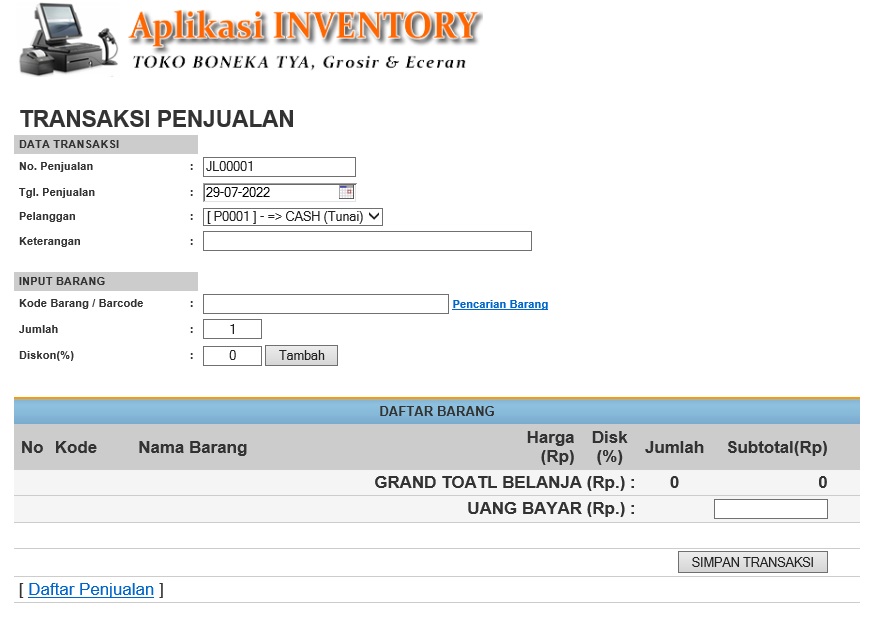 Aplikasi INVENTORY
TOKO BONEKA TYA, Grosir & Eceran
TRANSAKSI PENJUALAN
DATA TRANSAKSI
No. Penjualan : JL00001
Tgl. Penjualan : 29-07-2022
Pelanggan : [ P0001 ] - => CASH (Tunai)
Keterangan :
INPUT BARANG
Kode Barang / Barcode : Pencarian Barang
Jumlah : 1
Diskon(%) : 0 Tambah
DAFTAR BARANG
No Kode Nama Barang Harga (Rp) Disk (%) Jumlah Subtotal(Rp)
GRAND TOATL BELANJA (Rp.) : 0 0
UANG BAYAR (Rp.) :
SIMPAN TRANSAKSI
[ Daftar Penjualan ]